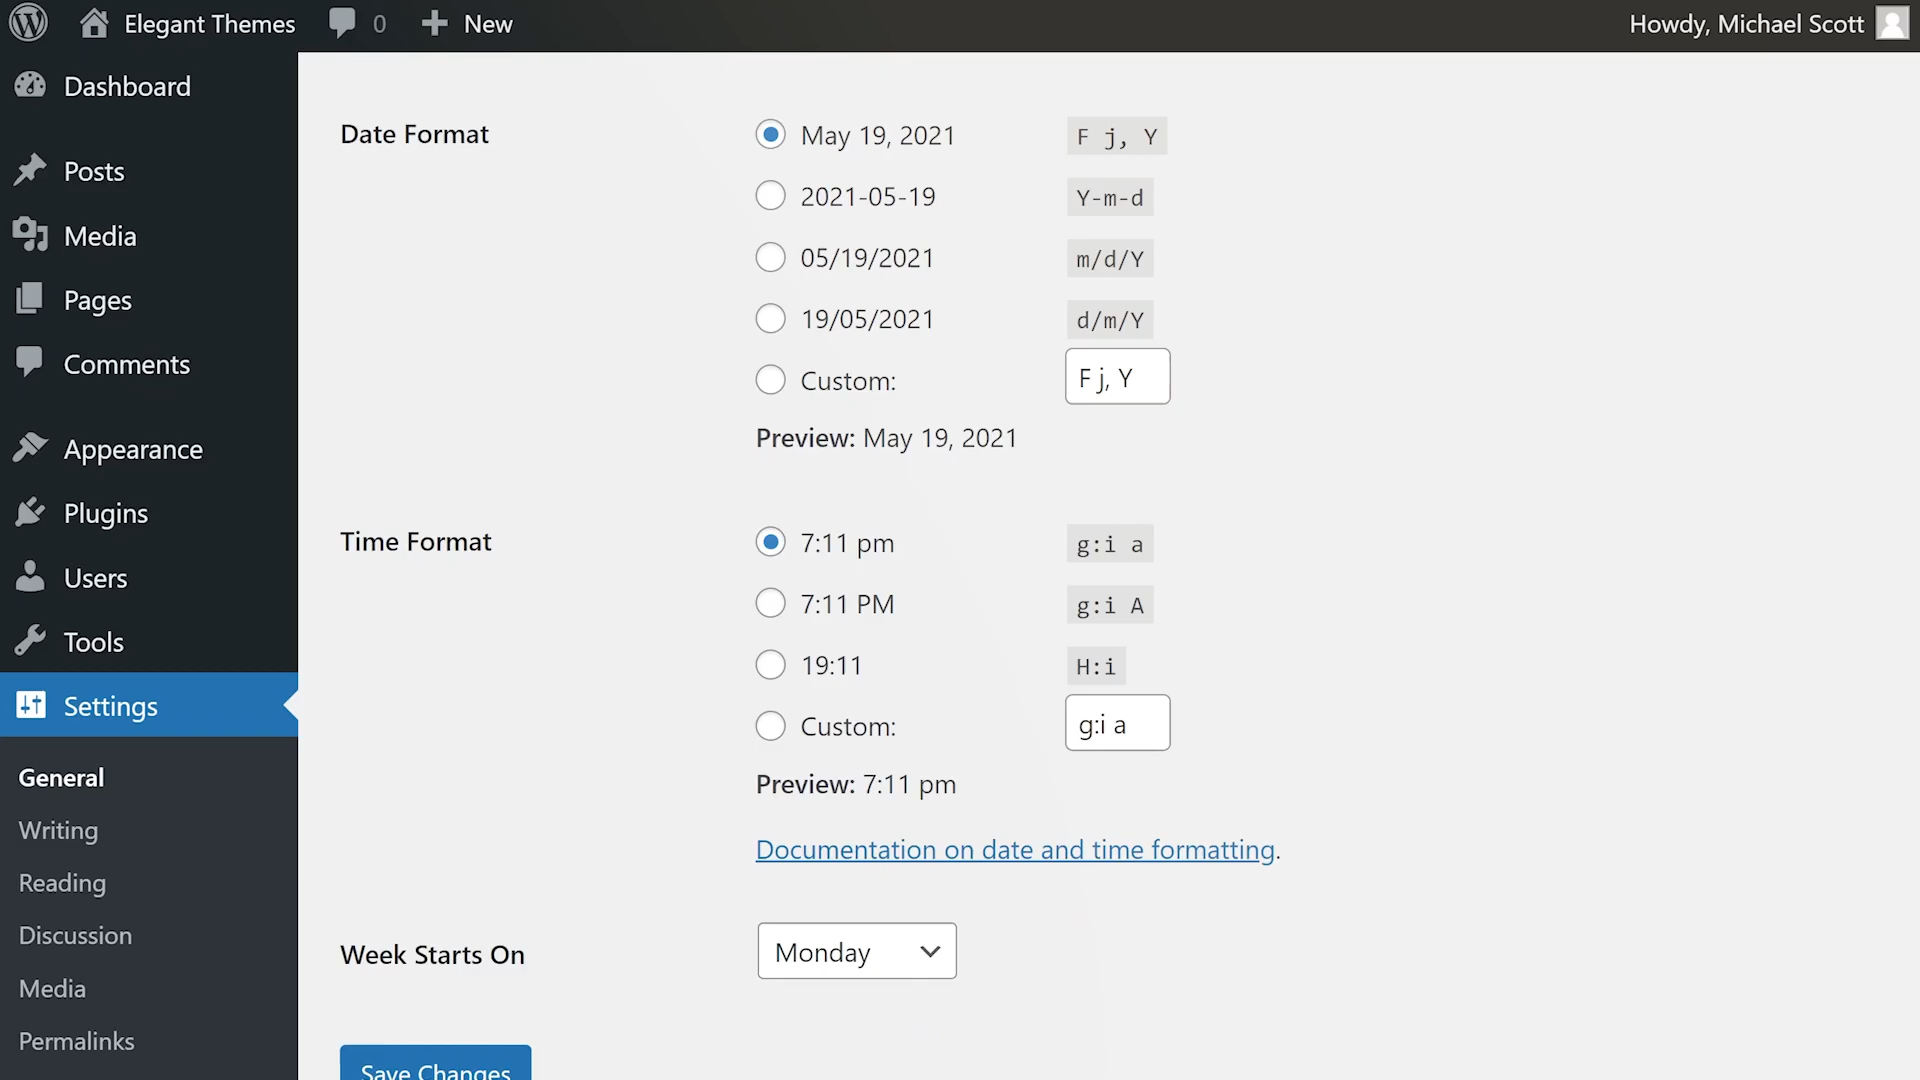 Elegant Themes 0 New Howdy, Michael Scott
Dashboard
Posts
Media
Pages
Comments
Appearance
Plugins
Users
Tools
Settings
General
Writing
Reading
Discussion
Media
Permalinks
Date Format
May 19, 2021 F j, Y
2021-05-19 Y-m-d
05/19/2021 m/d/Y
19/05/2021 d/m/Y
Custom: F j, Y
Preview: May 19, 2021
Time Format
7:11 pm g:i a
7:11 PM g:i A
19:11 H:i
Custom: g:i a
Preview: 7:11 pm
Documentation on date and time formatting.
Week Starts On Monday
Save Changes